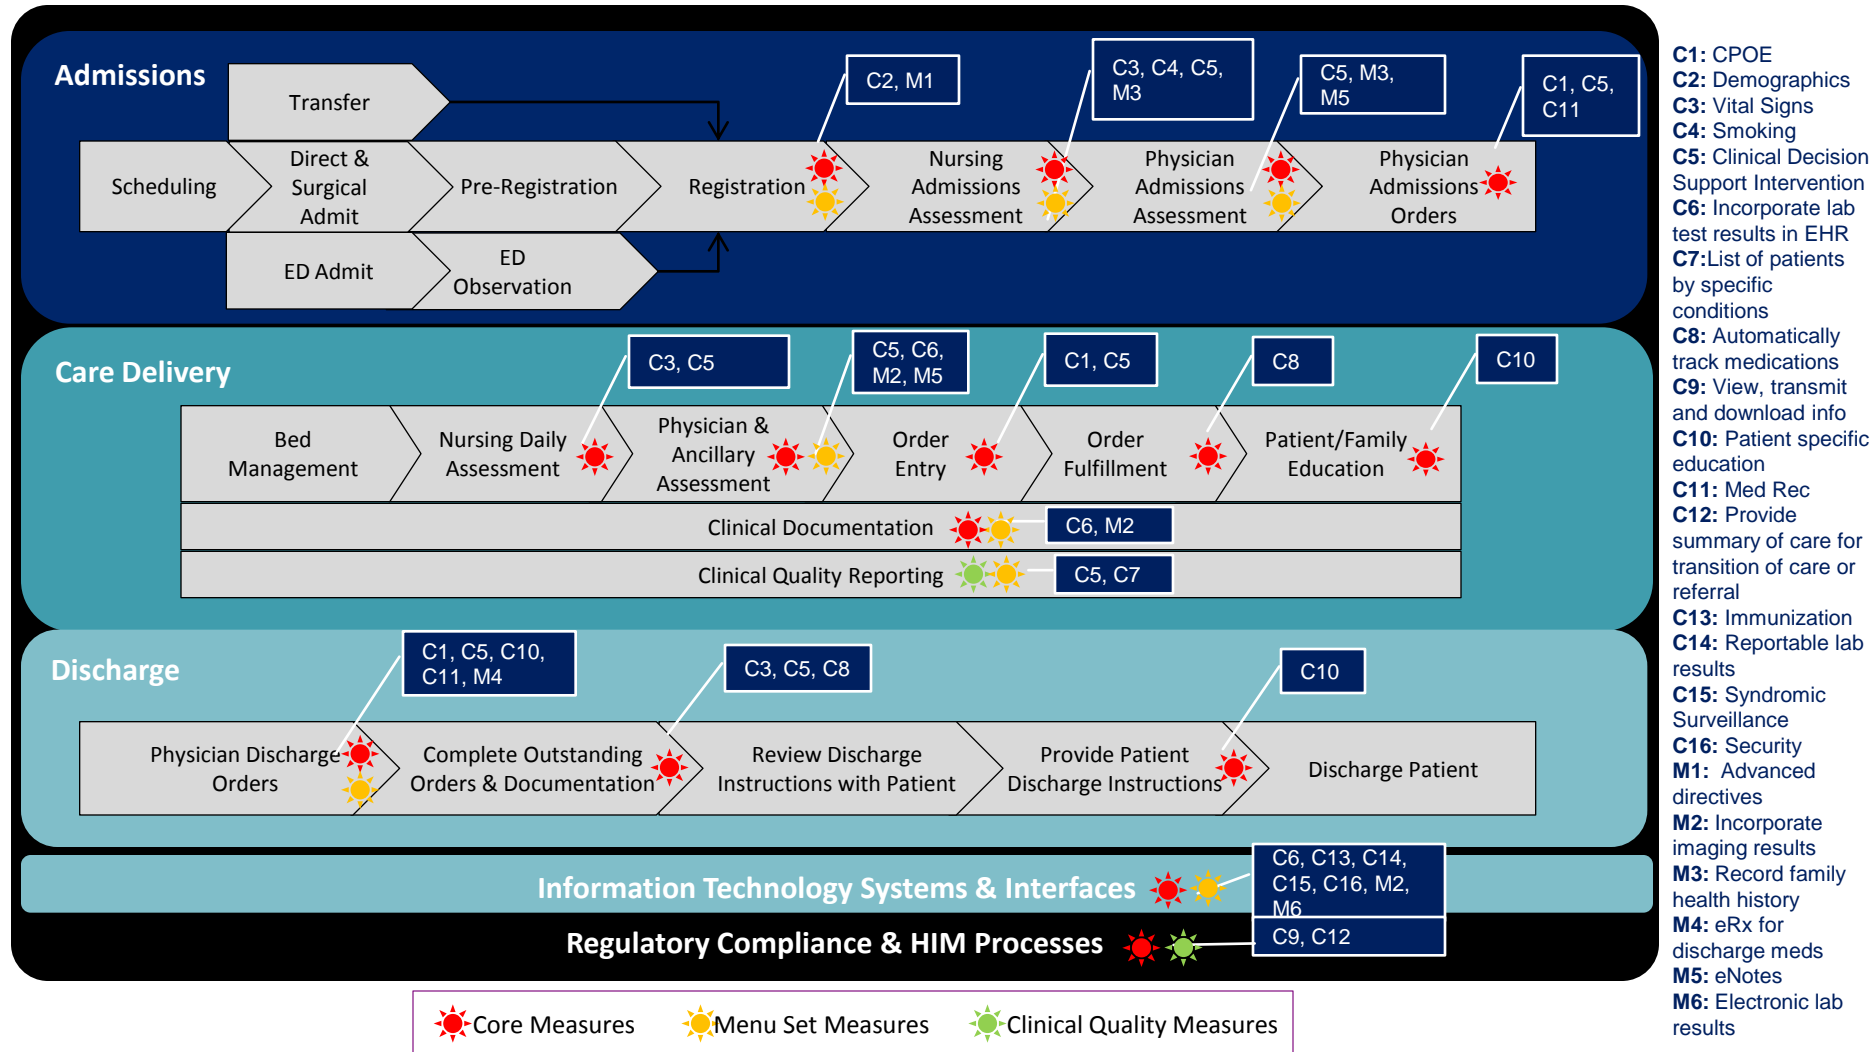 Admissions
Transfer
C2, M1
C3, C4, C5,
M3
C5, M3,
M5
C1, C5,
C11
Scheduling
Direct &
Surgical
Admit
Pre-Registration
Registration
Nursing
Admissions
Assessment
Physician
Admissions
Assessment
Physician
Admissions
Orders
ED Admit
ED
Observation
Care Delivery
C3, C5
C5, C6,
M2, M5
C1, C5
C8
C10
Bed
Management
Nursing Daily
Assessment
Physician &
Ancillary
Assessment
Order
Entry
Order
Fulfillment
Patient/Family
Education
Clinical Documentation
C6, M2
Clinical Quality Reporting
C5, C7
Discharge
C1, C5, C10,
C11, M4
C3, C5, C8
C10
Physician Discharge
Orders
Complete Outstanding
Orders & Documentation
Review Discharge
Instructions with Patient
Provide Patient
Discharge Instructions
Discharge Patient
Information Technology Systems & Interfaces
C6, C13, C14,
C15, C16, M2,
M6
Regulatory Compliance & HIM Processes
C9, C12
Core Measures
Menu Set Measures
Clinical Quality Measures
C1: CPOE
C2: Demographics
C3: Vital Signs
C4: Smoking
C5: Clinical Decision
Support Intervention
C6: Incorporate lab
test results in EHR
C7:List of patients
by specific
conditions
C8: Automatically
track medications
C9: View, transmit
and download info
C10: Patient specific
education
C11: Med Rec
C12: Provide
summary of care for
transition of care or
referral
C13: Immunization
C14: Reportable lab
results
C15: Syndromic
Surveillance
C16: Security
M1: Advanced
directives
M2: Incorporate
imaging results
M3: Record family
health history
M4: eRx for
discharge meds
M5: eNotes
M6: Electronic lab
results